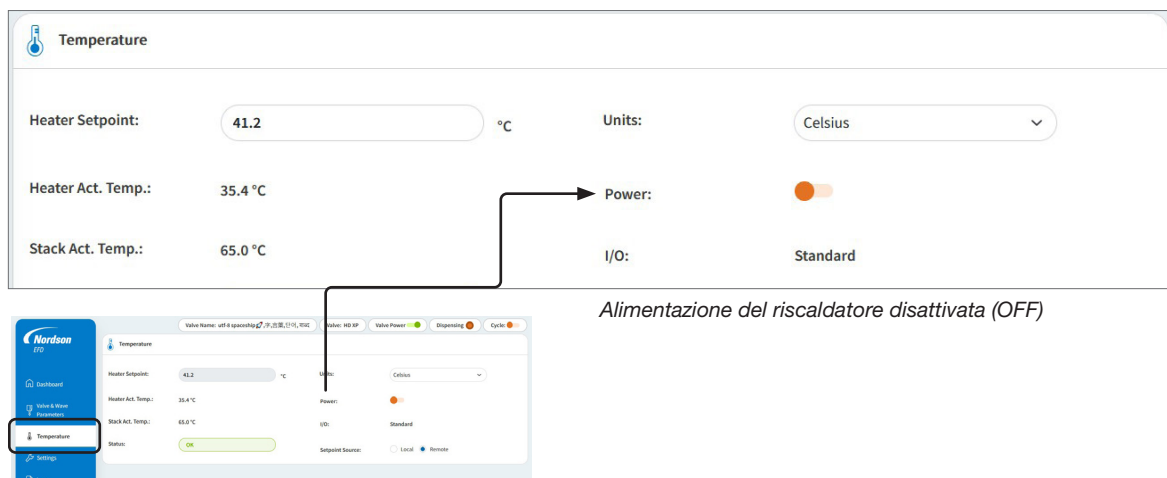 Temperature
Heater Setpoint: 41.2 °C Units: Celsius
Heater Act. Temp.: 35.4 °C Power:
Stack Act. Temp.: 65.0 °C I/O: Standard
Alimentazione del riscaldatore disattivata (OFF)
Nordson
EFD
Valve Name: utf-8 spaceship Valve: HD XP Valve Power Dispensing Cycle:
Temperature
Heater Setpoint: 41.2 °C Units: Celsius
Dashboard
Heater Act. Temp.: 35.4 °C Power:
Valve & Wave
Parameters
Stack Act. Temp.: 65.0 °C I/O: Standard
Temperature
Status: OK Setpoint Source: Local Remote
Settings